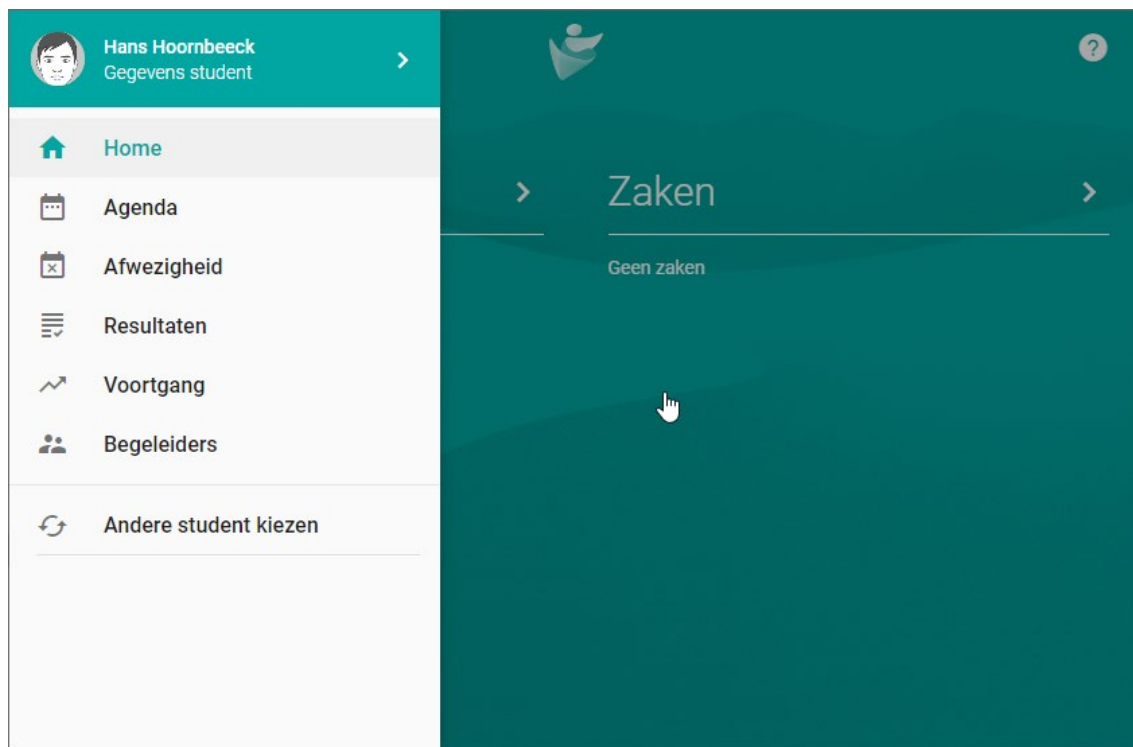 Hans Hoornbeeck
Gegevens student
Home
Agenda
Afwezigheid
Resultaten
Voortgang
Begeleiders
Andere student kiezen
?
Zaken
Geen zaken